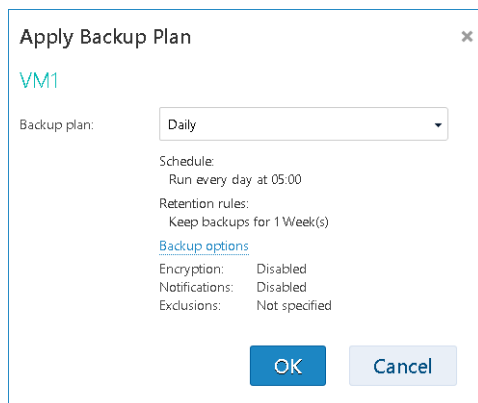 Apply Backup Plan
VM1
Backup plan: Daily
Schedule:
Run every day at 05:00
Retention rules:
Keep backups for 1 Week(s)
Backup options
Encryption: Disabled
Notifications: Disabled
Exclusions: Not specified
OK Cancel